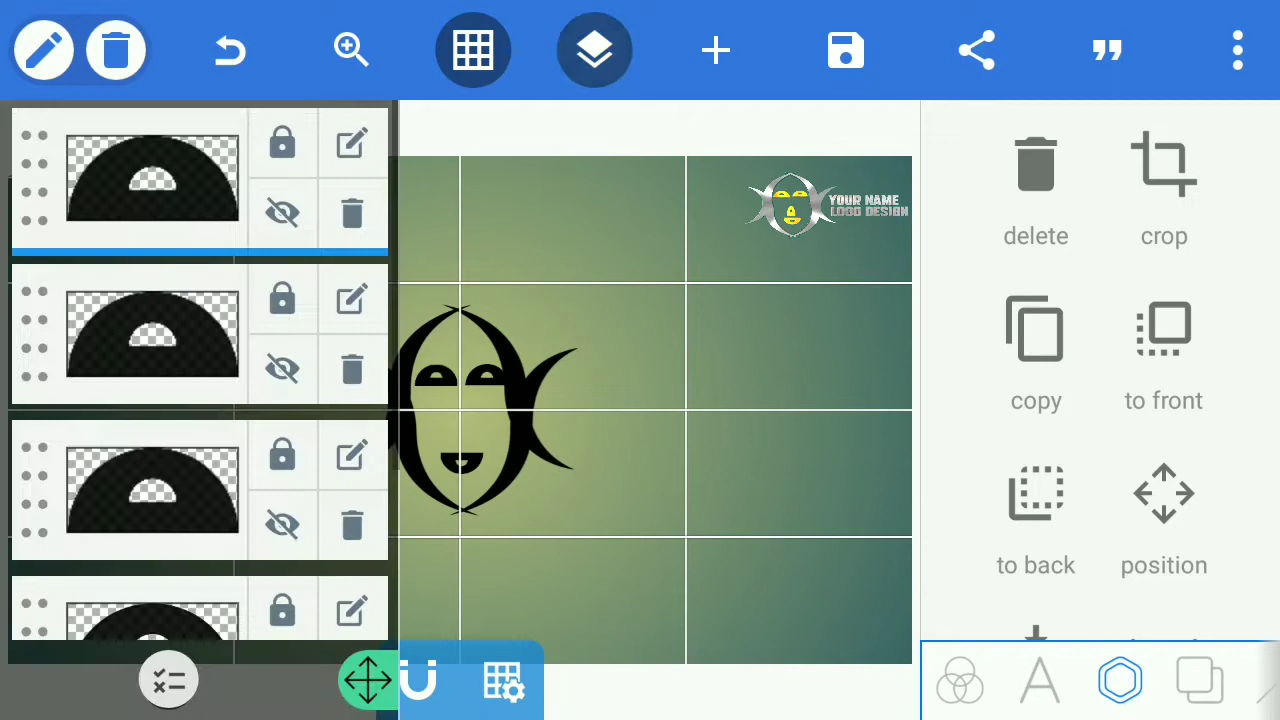 YOUR NAME
LOGO DESIGN
delete
crop
copy
to front
to back
position